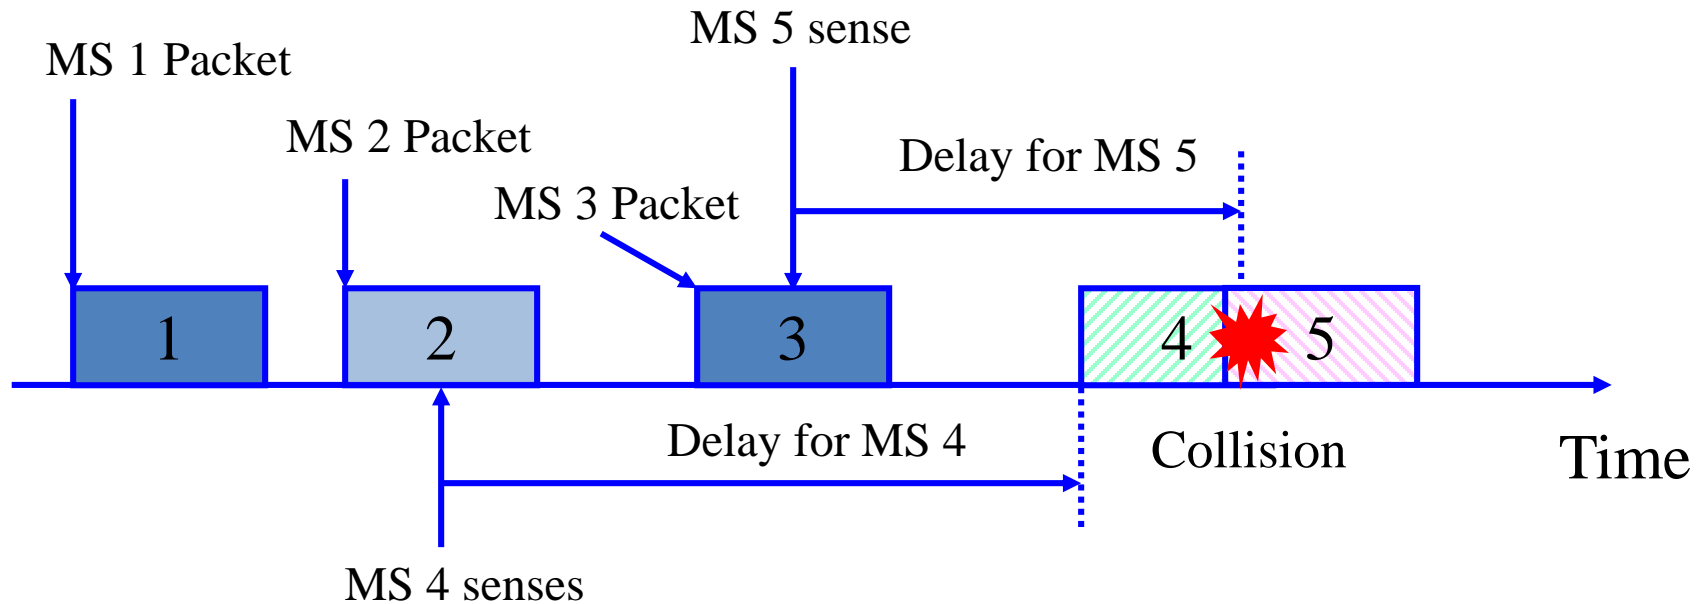 MS 5 sense
MS 1 Packet
MS 2 Packet
Delay for MS 5
MS 3 Packet
1
2
3
4
5
Delay for MS 4
Collision
Time
MS 4 senses